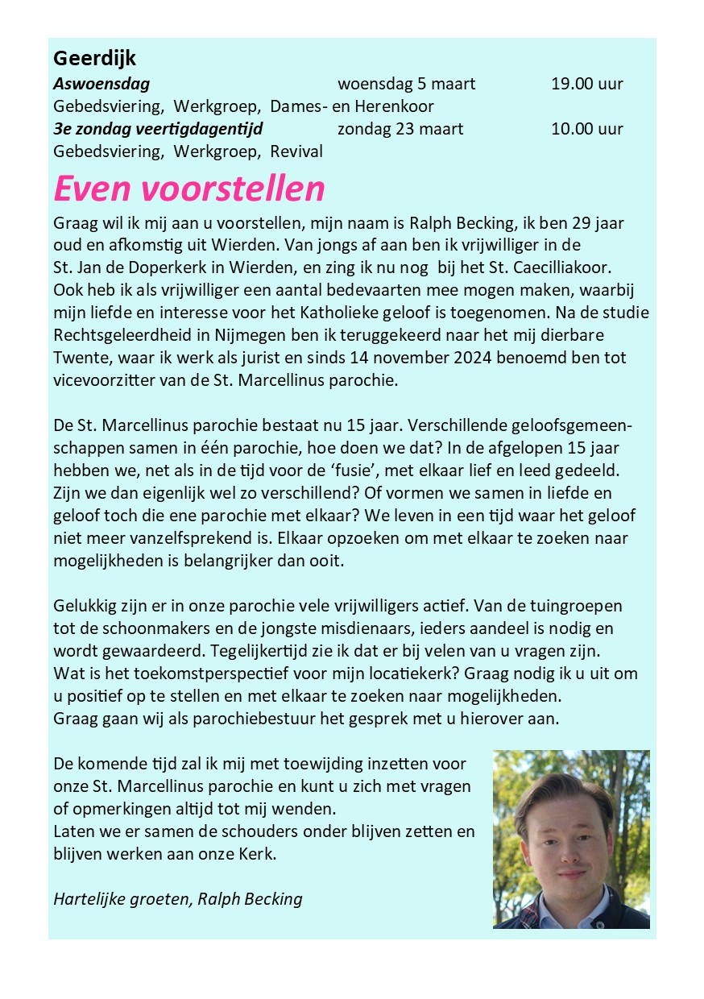 Geerdijk
Aswoensdag woensdag 5 maart 19.00 uur
Gebedsviering, Werkgroep, Dames- en Herenkoor
3e zondag veertigdagentijd zondag 23 maart 10.00 uur
Gebedsviering, Werkgroep, Revival
Even voorstellen
Graag wil ik mij aan u voorstellen, mijn naam is Ralph Becking, ik ben 29 jaar
oud en afkomstig uit Wierden. Van jongs af aan ben ik vrijwilliger in de
St. Jan de Doperkerk in Wierden, en zing ik nu nog bij het St. Caecilliakoor.
Ook heb ik als vrijwilliger een aantal bedevaarten mee mogen maken, waarbij
mijn liefde en interesse voor het Katholieke geloof is toegenomen. Na de studie
Rechtsgeleerdheid in Nijmegen ben ik teruggekeerd naar het mij dierbare
Twente, waar ik werk als jurist en sinds 14 november 2024 benoemd ben tot
vicevoorzitter van de St. Marcellinus parochie.
De St. Marcellinus parochie bestaat nu 15 jaar. Verschillende geloofsgemeen-
schappen samen in één parochie, hoe doen we dat? In de afgelopen 15 jaar
hebben we, net als in de tijd voor de ‘fusie’, met elkaar lief en leed gedeeld.
Zijn we dan eigenlijk wel zo verschillend? Of vormen we samen in liefde en
geloof toch die ene parochie met elkaar? We leven in een tijd waar het geloof
niet meer vanzelfsprekend is. Elkaar opzoeken om met elkaar te zoeken naar
mogelijkheden is belangrijker dan ooit.
Gelukkig zijn er in onze parochie vele vrijwilligers actief. Van de tuingroepen
tot de schoonmakers en de jongste misdienaars, ieders aandeel is nodig en
wordt gewaardeerd. Tegelijkertijd zie ik dat er bij velen van u vragen zijn.
Wat is het toekomstperspectief voor mijn locatiekerk? Graag nodig ik u uit om
u positief op te stellen en met elkaar te zoeken naar mogelijkheden.
Graag gaan wij als parochiebestuur het gesprek met u hierover aan.
De komende tijd zal ik mij met toewijding inzetten voor
onze St. Marcellinus parochie en kunt u zich met vragen
of opmerkingen altijd tot mij wenden.
Laten we er samen de schouders onder blijven zetten en
blijven werken aan onze Kerk.
Hartelijke groeten, Ralph Becking